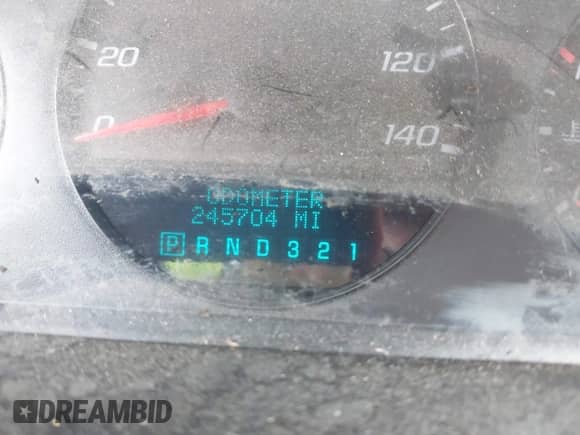 20 120
0 140
ODOMETER
245704 MI
P R N D 3 2 1
DREAMBID